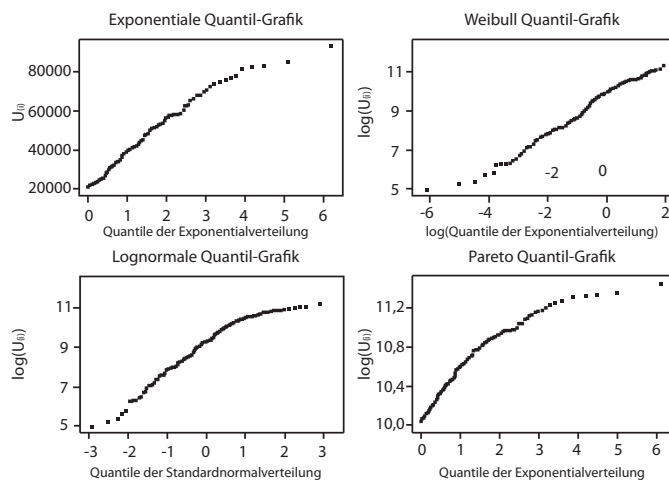 Exponentiale Quantil-Grafik
U(i)
80000
60000
40000
20000
0 1 2 3 4 5 6
Quantile der Exponentialverteilung
Weibull Quantil-Grafik
log(U(i))
11
9
7
5
-2 0
-6 -4 -2 0 2
log(Quantile der Exponentialverteilung)
Lognormale Quantil-Grafik
log(U(i))
11
9
7
5
-3 -2 -1 0 1 2 3
Quantile der Standardnormalverteilung
Pareto Quantil-Grafik
log(U(i))
11,2
10,8
10,4
10,0
0 1 2 3 4 5 6
Quantile der Exponentialverteilung